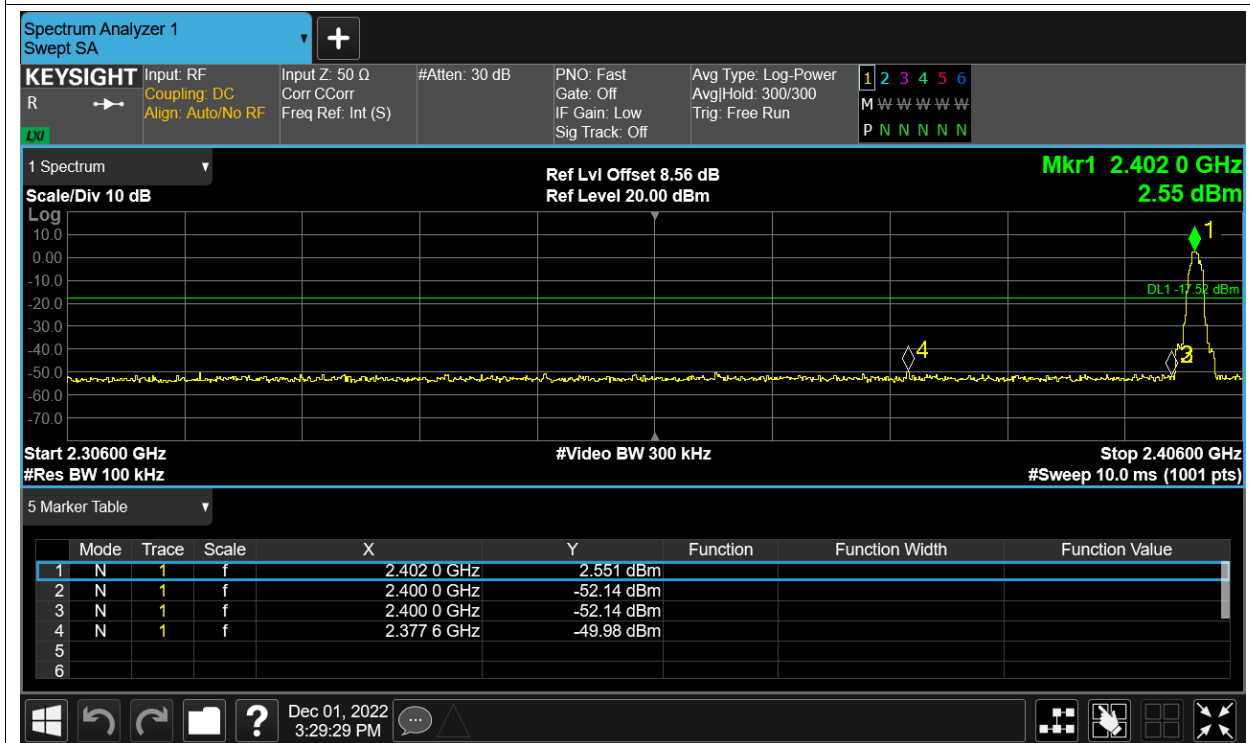 Spectrum Analyzer 1
Swept SA
KEYSIGHT
R
LXI
Input: RF
Coupling: DC
Align: Auto/No RF
Input Z: 50 Ω
Corr CCorr
Freq Ref: Int (S)
#Atten: 30 dB
PNO: Fast
Gate: Off
IF Gain: Low
Sig Track: Off
Avg Type: Log-Power
Avg|Hold: 300/300
Trig: Free Run
1 2 3 4 5 6
M W W W W W
P N N N N N
1 Spectrum
Scale/Div 10 dB
Ref Lvl Offset 8.56 dB
Ref Level 20.00 dBm
Mkr1 2.402 0 GHz
2.55 dBm
Log
10.0
0.00
-10.0
-20.0
-30.0
-40.0
-50.0
-60.0
-70.0
1
DL1 -17.52 dBm
4
Start 2.30600 GHz
#Res BW 100 kHz
#Video BW 300 kHz
Stop 2.40600 GHz
#Sweep 10.0 ms (1001 pts)
5 Marker Table
Mode Trace Scale X Y Function Function Width Function Value
1 N 1 f 2.402 0 GHz 2.551 dBm
2 N 1 f 2.400 0 GHz -52.14 dBm
3 N 1 f 2.400 0 GHz -52.14 dBm
4 N 1 f 2.377 6 GHz -49.98 dBm
5
6
?
Dec 01, 2022
3:29:29 PM